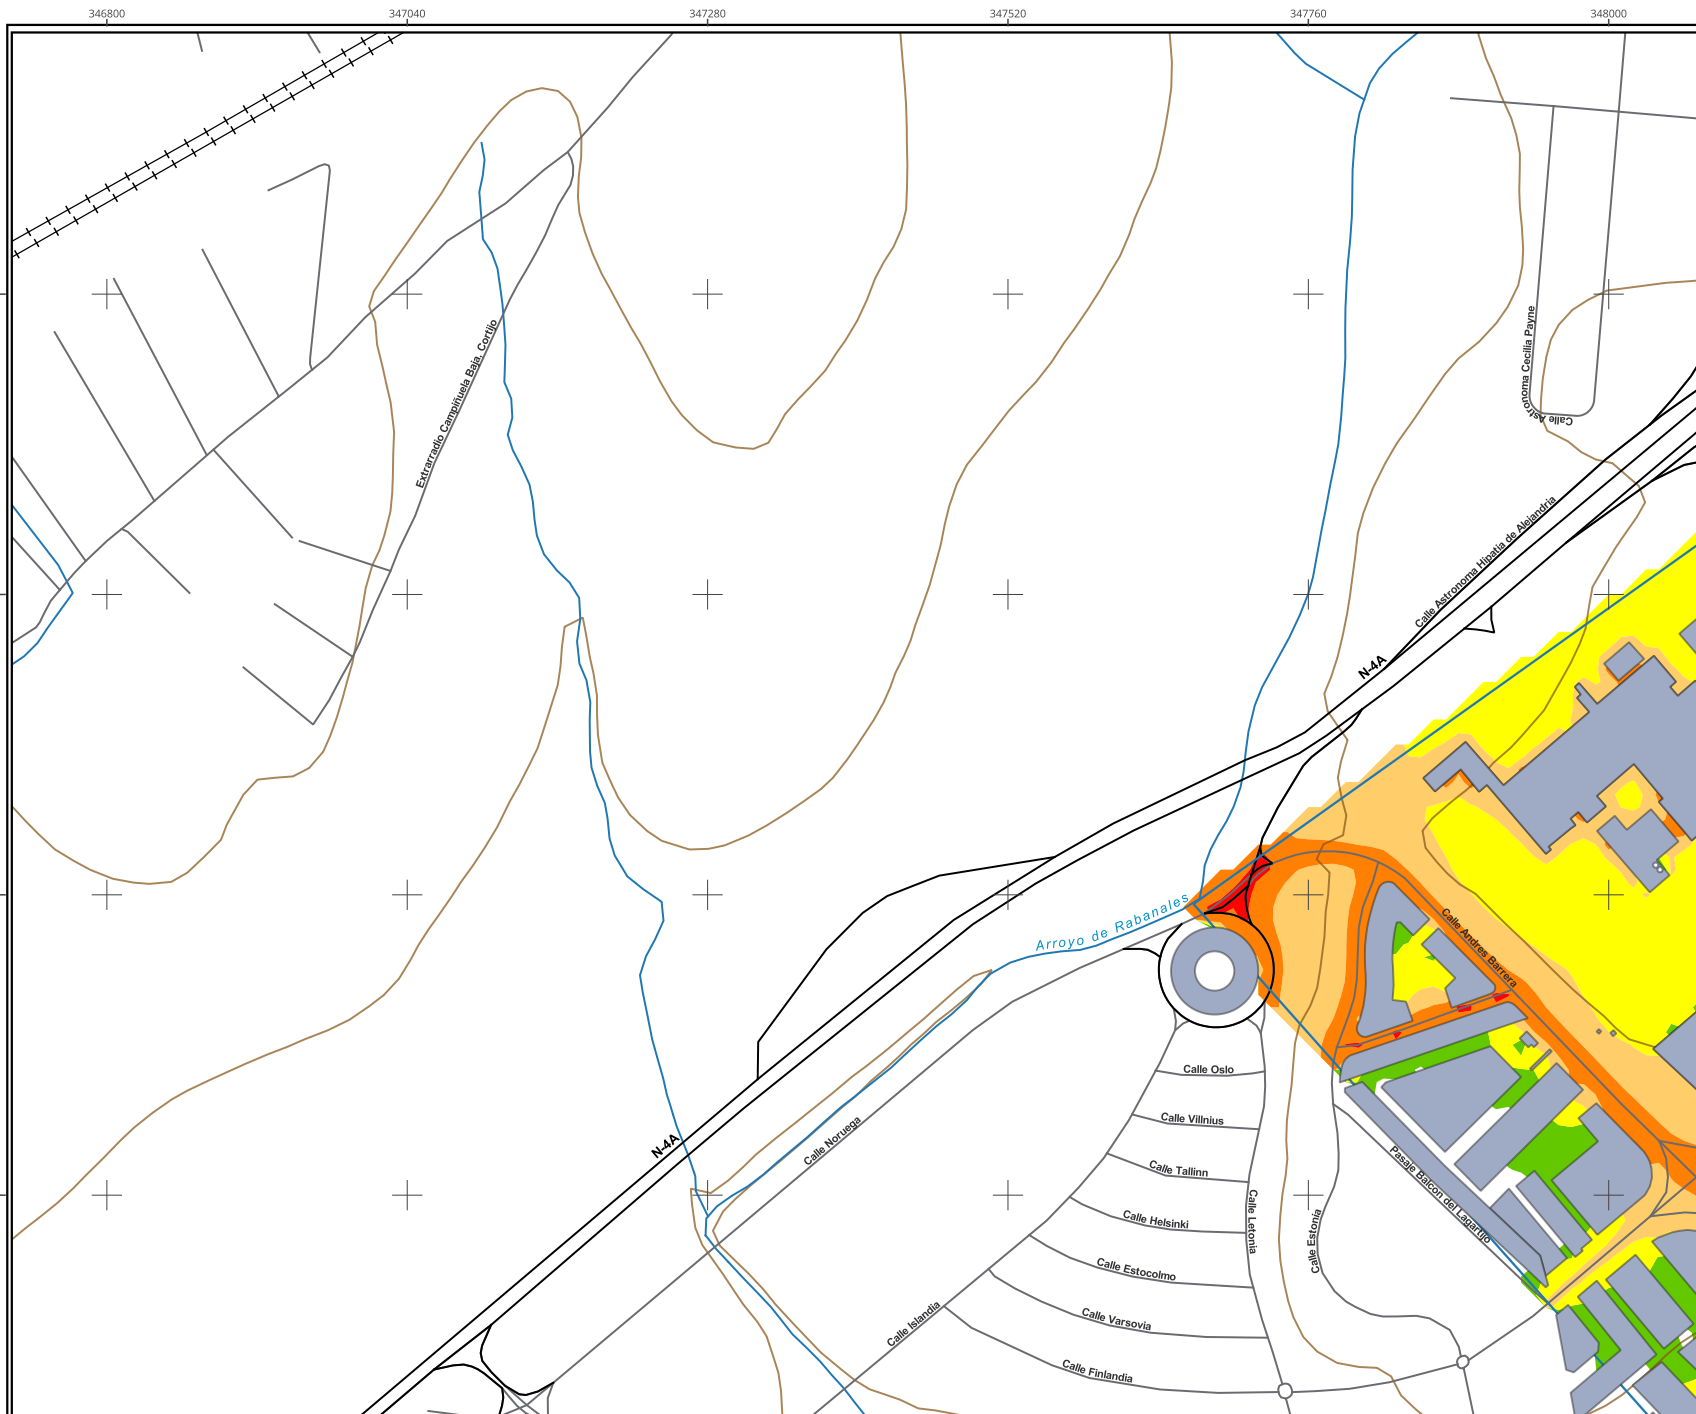 346800
347040
347280
347520
347760
348000
Extrarradio Campiñuela Baja, Cortijo
Calle Astronoma Cecilia Payne
Calle Astronoma Hipatia de Alejandria
N-4A
Arroyo de Rabanales
Calle Andres Barrera
Calle Oslo
Calle Villnius
Calle Noruega
N-4A
Calle Tallinn
Pasaje Balcon del Lagartijo
Calle Helsinki
Calle Letonia
Calle Estonia
Calle Estocolmo
Calle Islandia
Calle Varsovia
Calle Finlandia